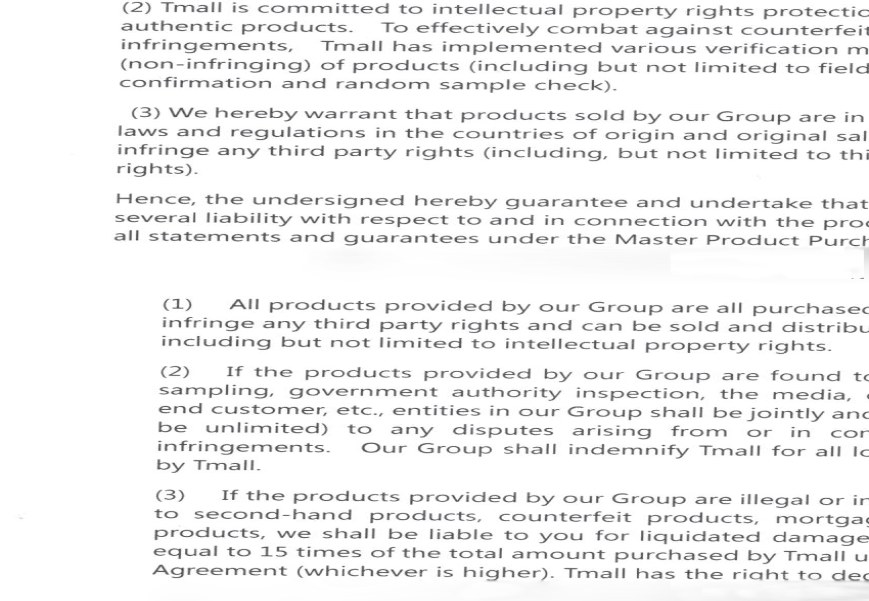 (2) Tmall is committed to intellectual property rights protectio
authentic products. To effectively combat against counterfeit
infringements, Tmall has implemented various verification m
(non-infringing) of products (including but not limited to field
confirmation and random sample check).
(3) We hereby warrant that products sold by our Group are in
laws and regulations in the countries of origin and original sal
infringe any third party rights (including, but not limited to thi
rights).
Hence, the undersigned hereby guarantee and undertake that
several liability with respect to and in connection with the prod
all statements and guarantees under the Master Product Purch
(1) All products provided by our Group are all purchased
infringe any third party rights and can be sold and distribu
including but not limited to intellectual property rights.
(2) If the products provided by our Group are found to
sampling, government authority inspection, the media,
end customer, etc., entities in our Group shall be jointly and
be unlimited) to any disputes arising from or in con
infringements. Our Group shall indemnify Tmall for all lo
by Tmall.
(3) If the products provided by our Group are illegal or in
to second-hand products, counterfeit products, mortgag
products, we shall be liable to you for liquidated damage
equal to 15 times of the total amount purchased by Tmall u
Agreement (whichever is higher). Tmall has the right to dec